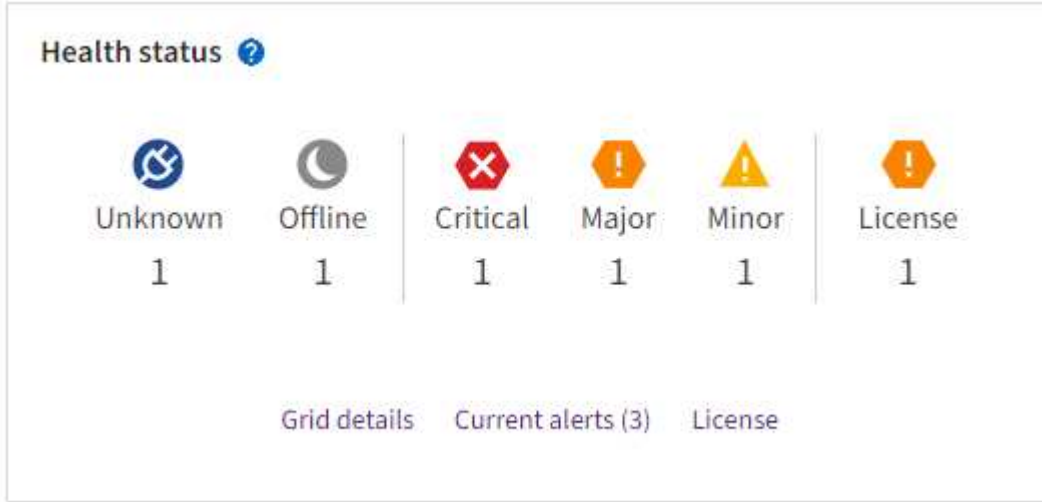 Health status ?
Unknown Offline Critical Major Minor License
1 1 1 1 1 1
Grid details Current alerts (3) License